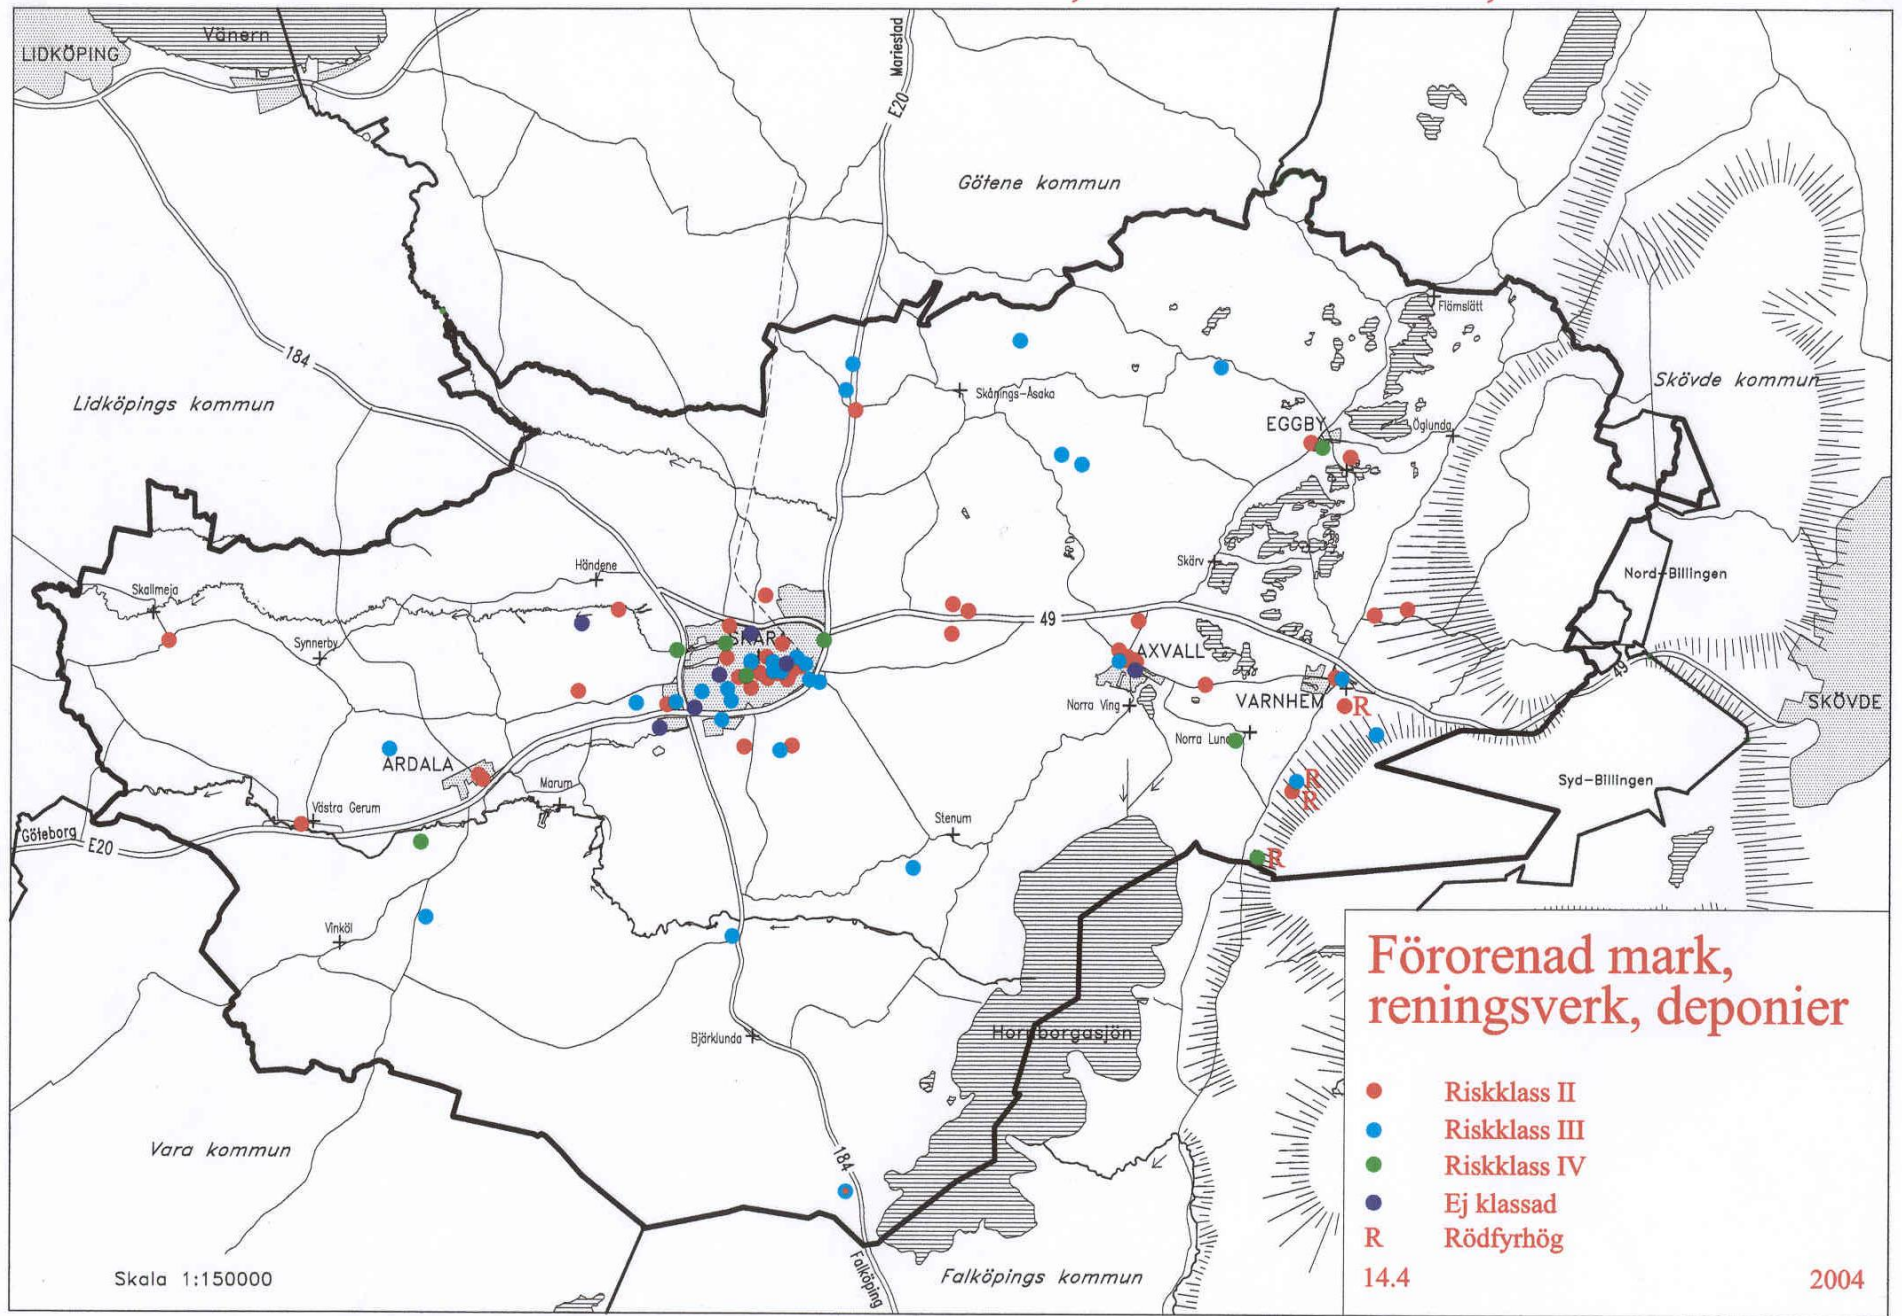 LIDKÖPING
Vänern
Mariestad
E20
Götene kommun
184
Lidköpings kommun
Skånings-Åsaka
Flämslätt
Skövde kommun
EGGBY
Öglunda
Skärv
Nord-Billingen
Händene
Skallmeja
Synnerby
SKARA
49
AXVALL
49
Norra Ving
VARNHEM
R
SKÖVDE
Norra Lund
ARDALA
Marum
R
R
Syd-Billingen
Västra Gerum
Göteborg
E20
Stenum
R
Vinköl
Björklunda
Hornborgasjön
Vara kommun
184
Falköping
Falköpings kommun
Skala 1:150000
Förorenad mark,
reningsverk, deponier
Riskklass II
Riskklass III
Riskklass IV
Ej klassad
R Rödfyrhög
14.4 2004